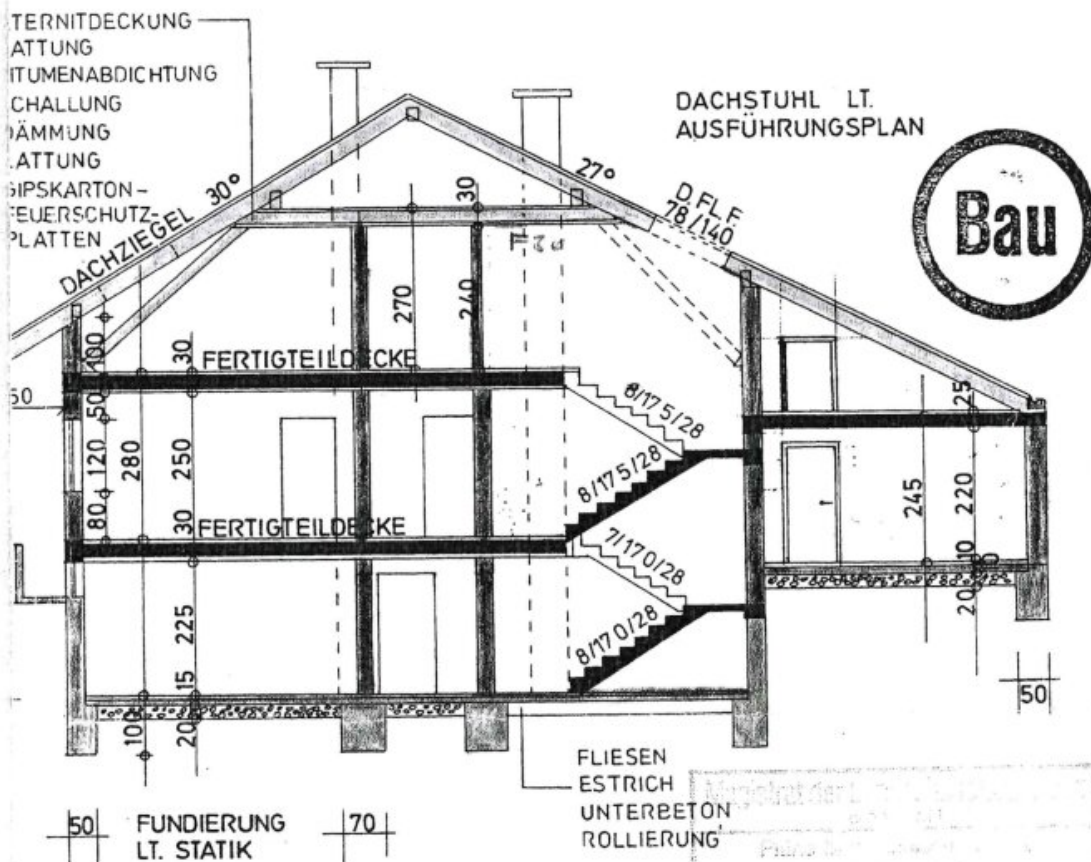 TERNITDECKUNG
ATTUNG
ITUMENABDICHTUNG
CHALLUNG
DÄMMUNG
LATTUNG
GIPSKARTON-
FEUERSCHUTZ-
PLATTEN
DACHZIEGEL 30°
27°
D.FL.F
78/140
DACHSTUHL LT.
AUSFÜHRUNGSPLAN
Bau
30
270
240
100
30
FERTIGTEILDECKE
50
50
120
280
250
80
30
FERTIGTEILDECKE
8/175/28
8/175/28
7/170/28
8/170/28
25
245
220
10
20
225
15
100
20
50
FLIESEN
ESTRICH
UNTERBETON
ROLLIERUNG
50
FUNDIERUNG
LT. STATIK
70